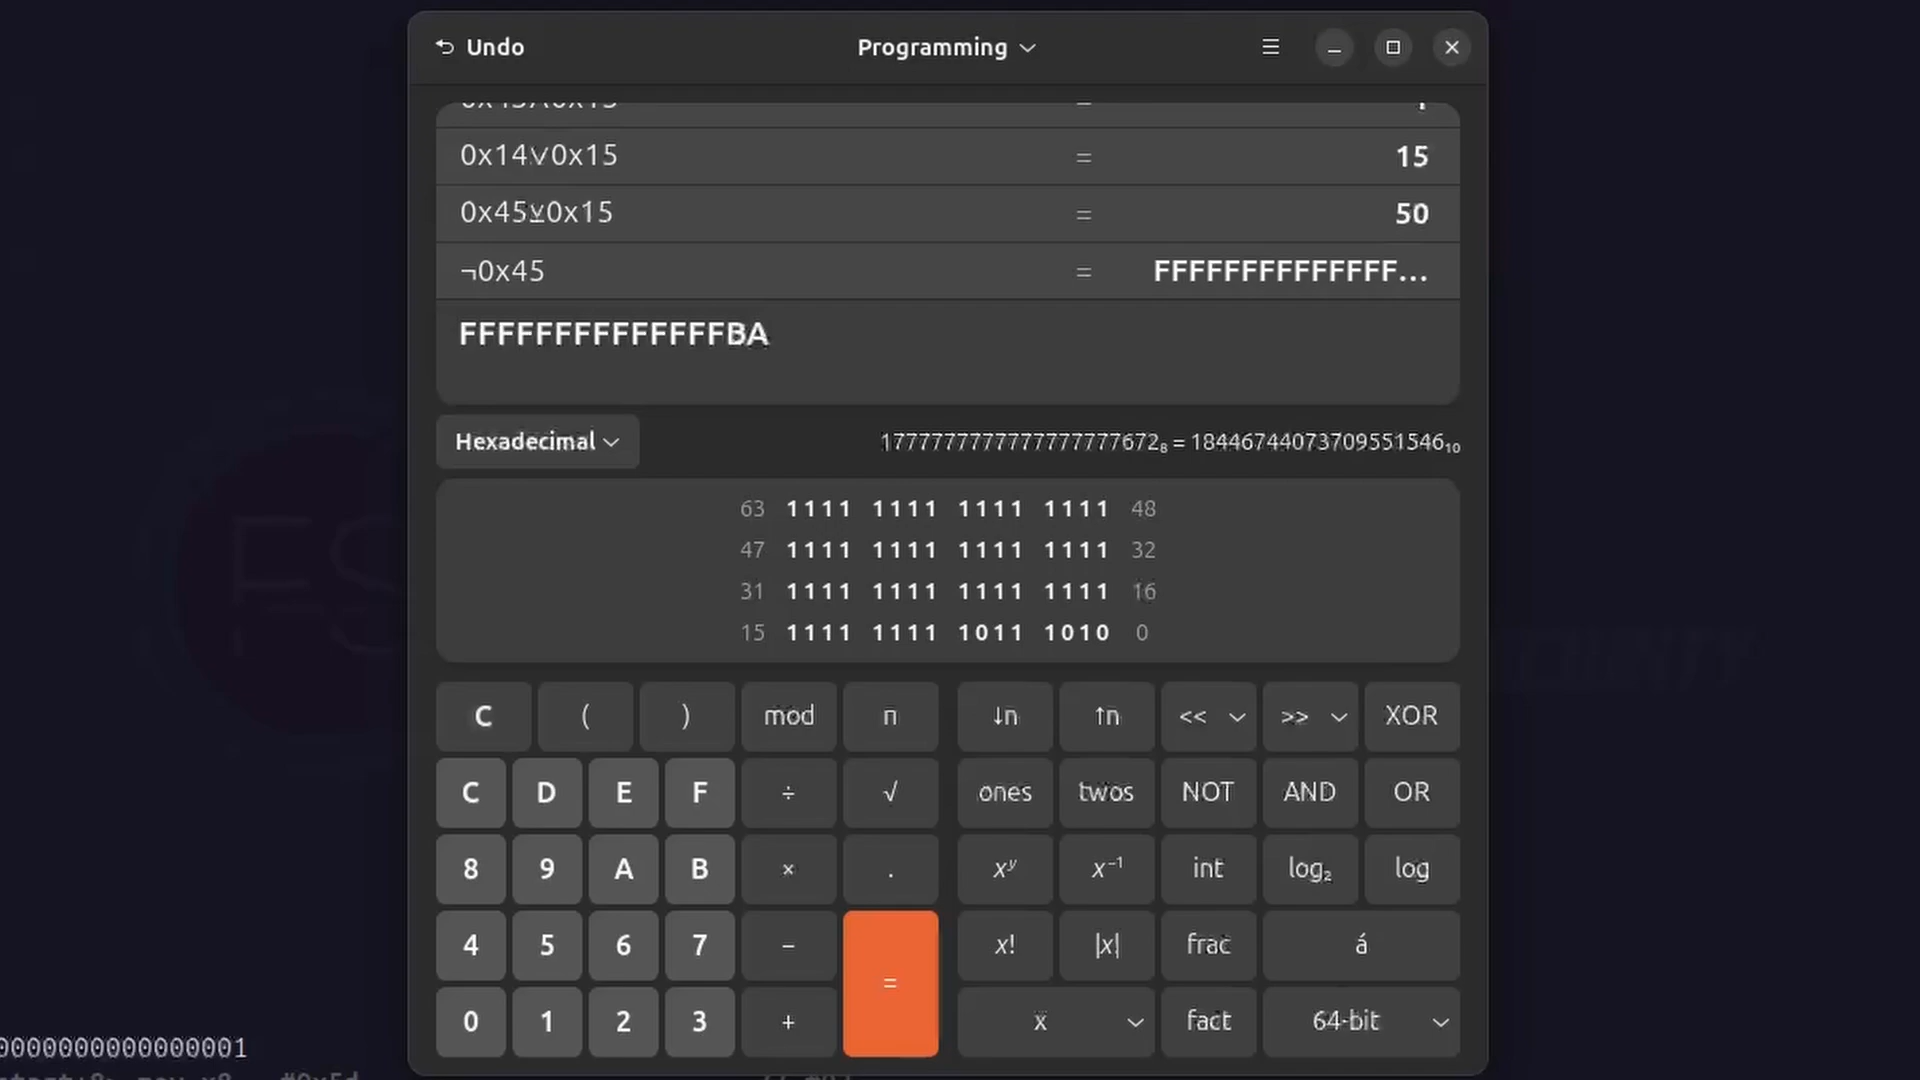 Undo Programming
0x14∨0x15 = 15
0x45⊻0x15 = 50
¬0x45 = FFFFFFFFFFFFFF...
FFFFFFFFFFFFFFBA
Hexadecimal 1777777777777777777672₈ = 18446744073709551546₁₀
63 1111 1111 1111 1111 48
47 1111 1111 1111 1111 32
31 1111 1111 1111 1111 16
15 1111 1111 1011 1010 0
C ( ) mod π ↓n ↑n << >> XOR
C D E F ÷ √ ones twos NOT AND OR
8 9 A B × . xʸ x⁻¹ int log₂ log
4 5 6 7 − = x! |x| frac á
0 1 2 3 + x fact 64-bit
0000000000000001